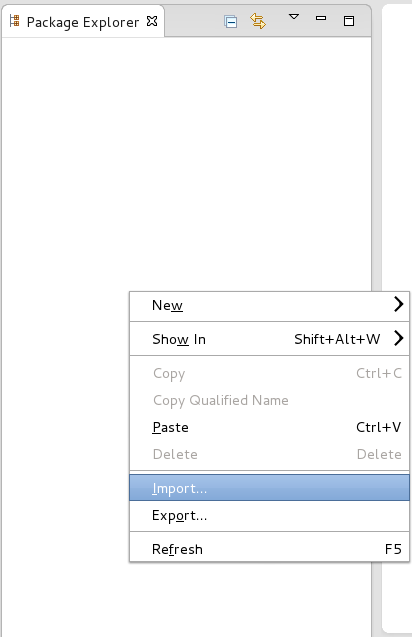 Package Explorer
New
Show In Shift+Alt+W
Copy Ctrl+C
Copy Qualified Name
Paste Ctrl+V
Delete Delete
Import...
Export...
Refresh F5